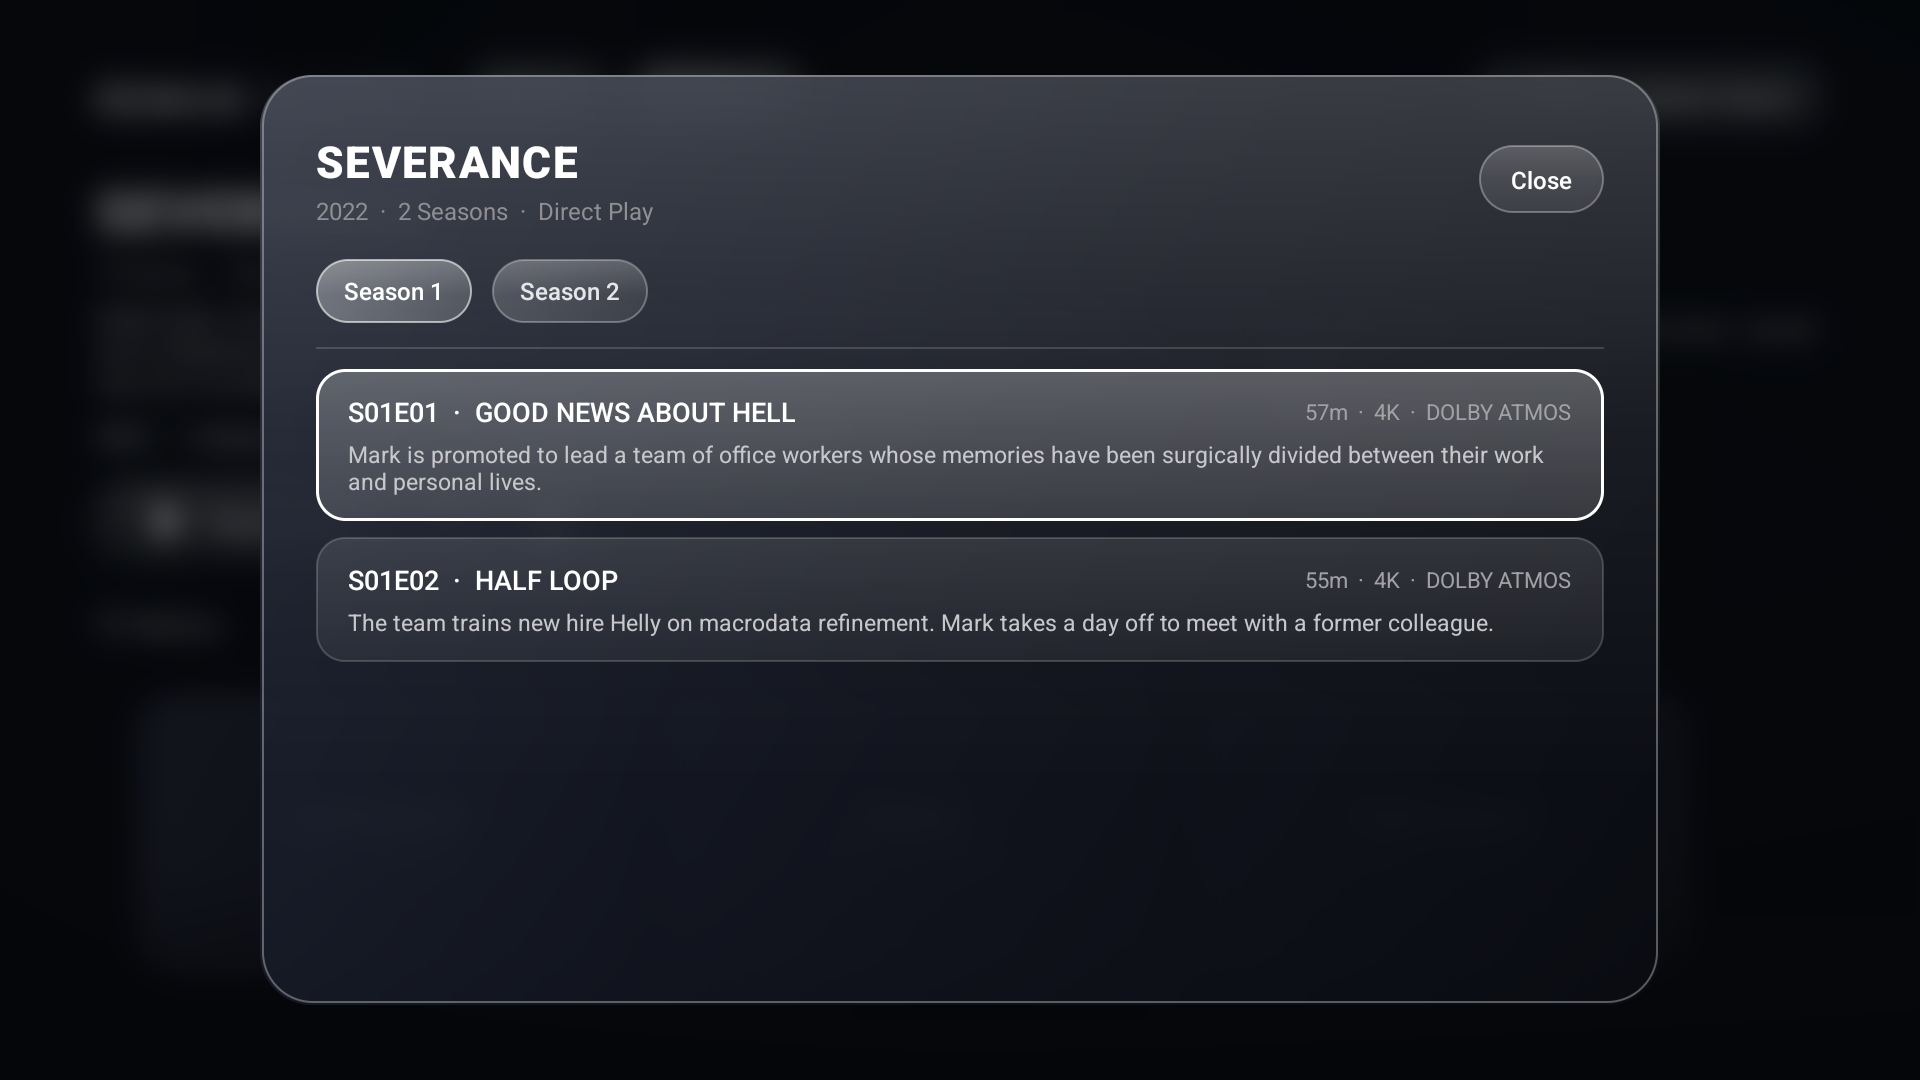 SEVERANCE
2022 · 2 Seasons · Direct Play
Close
Season 1
Season 2
S01E01 · GOOD NEWS ABOUT HELL
57m · 4K · DOLBY ATMOS
Mark is promoted to lead a team of office workers whose memories have been surgically divided between their work
and personal lives.
S01E02 · HALF LOOP
55m · 4K · DOLBY ATMOS
The team trains new hire Helly on macrodata refinement. Mark takes a day off to meet with a former colleague.